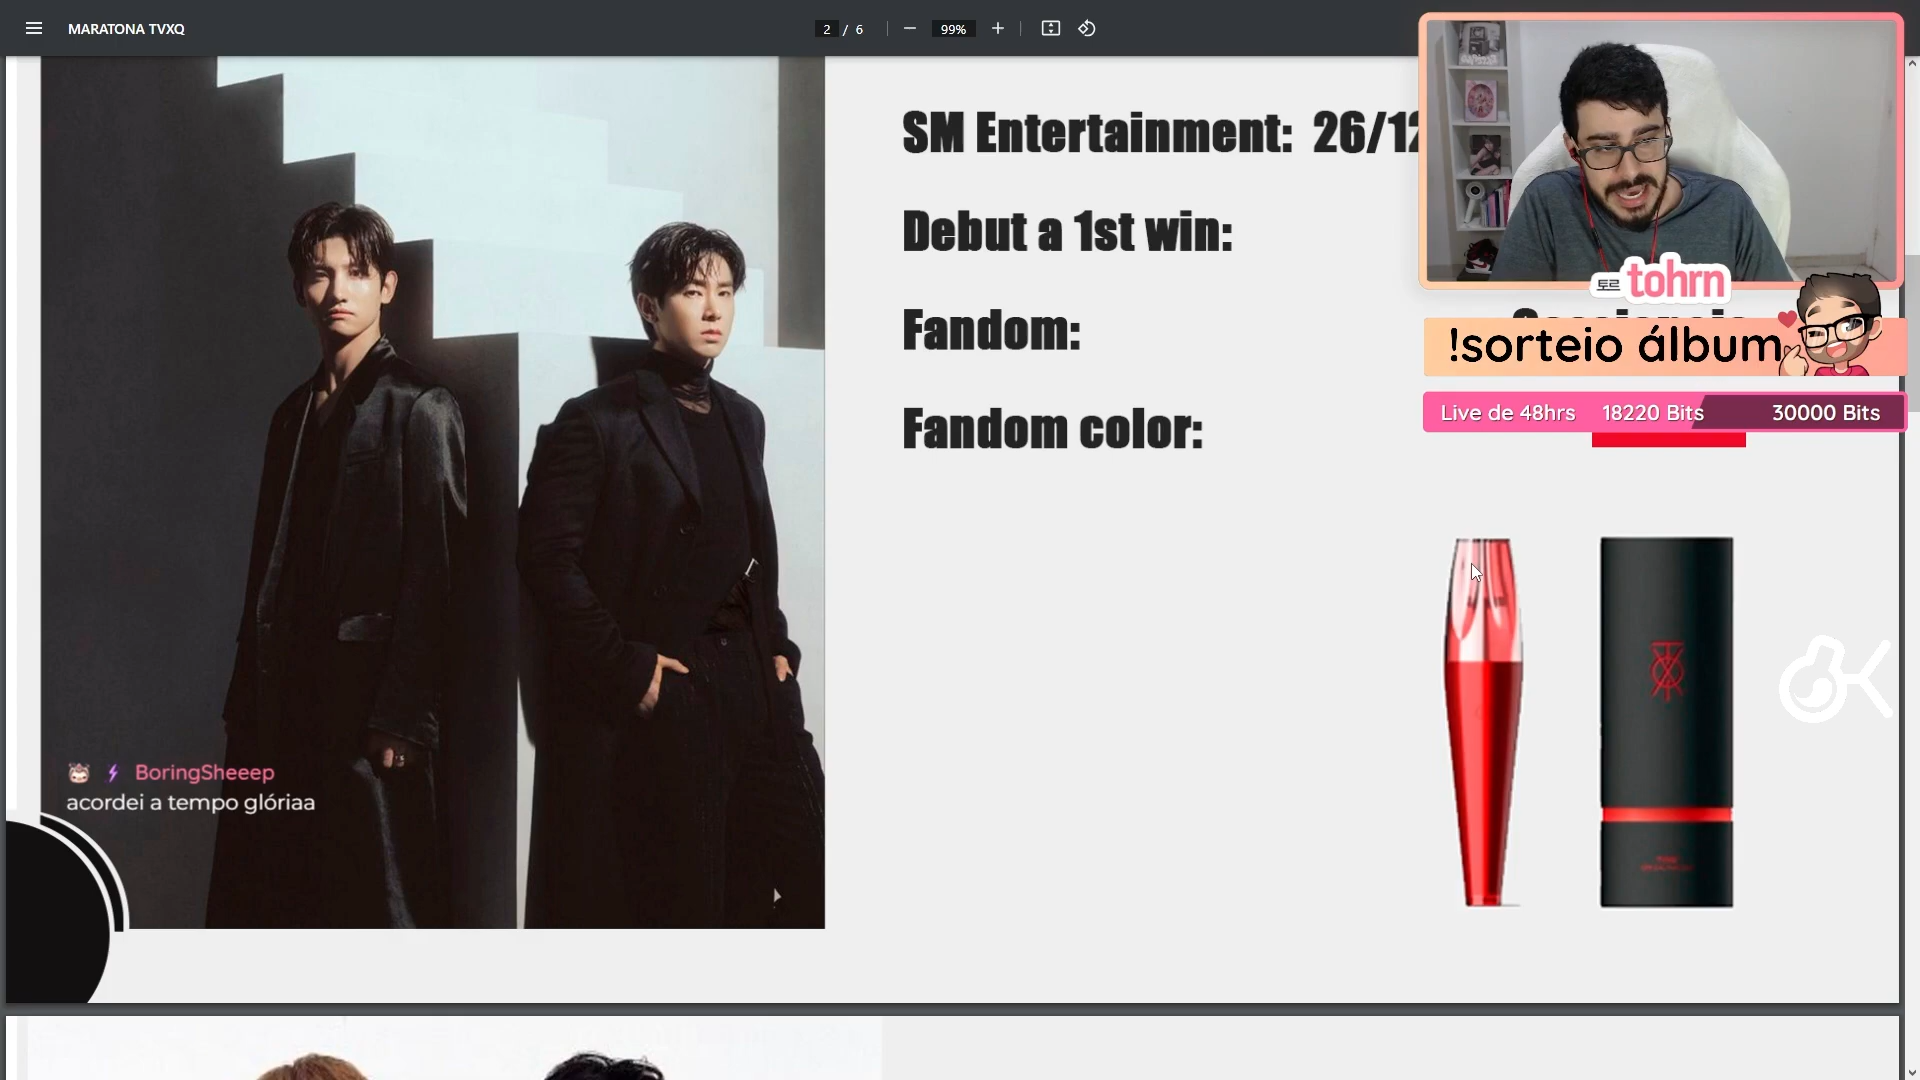 MARATONA TVXQ
2 / 6
99%
SM Entertainment: 26/12
Debut a 1st win:
Fandom:
Fandom color:
토르 tohrn
!sorteio álbum
Live de 48hrs 18220 Bits 30000 Bits
BoringSheeep
acordei a tempo glóriaa